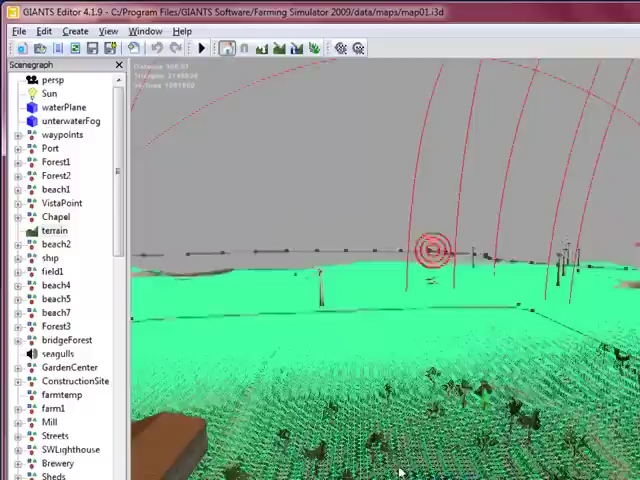 GIANTS Editor 4.1.9 - C:/Program Files/GIANTS Software/Farming Simulator 2009/data/maps/map01.i3d
File Edit Create View Window Help
Scenegraph
persp
Sun
waterPlane
unterwaterFog
waypoints
Port
Forest1
Forest2
beach1
VistaPoint
Chapel
terrain
beach2
ship
field1
beach4
beach5
beach7
Forest3
bridgeForest
seagulls
GardenCenter
ConstructionSite
farmtemp
farm1
Mill
Streets
SWLighthouse
Brewery
Sheds